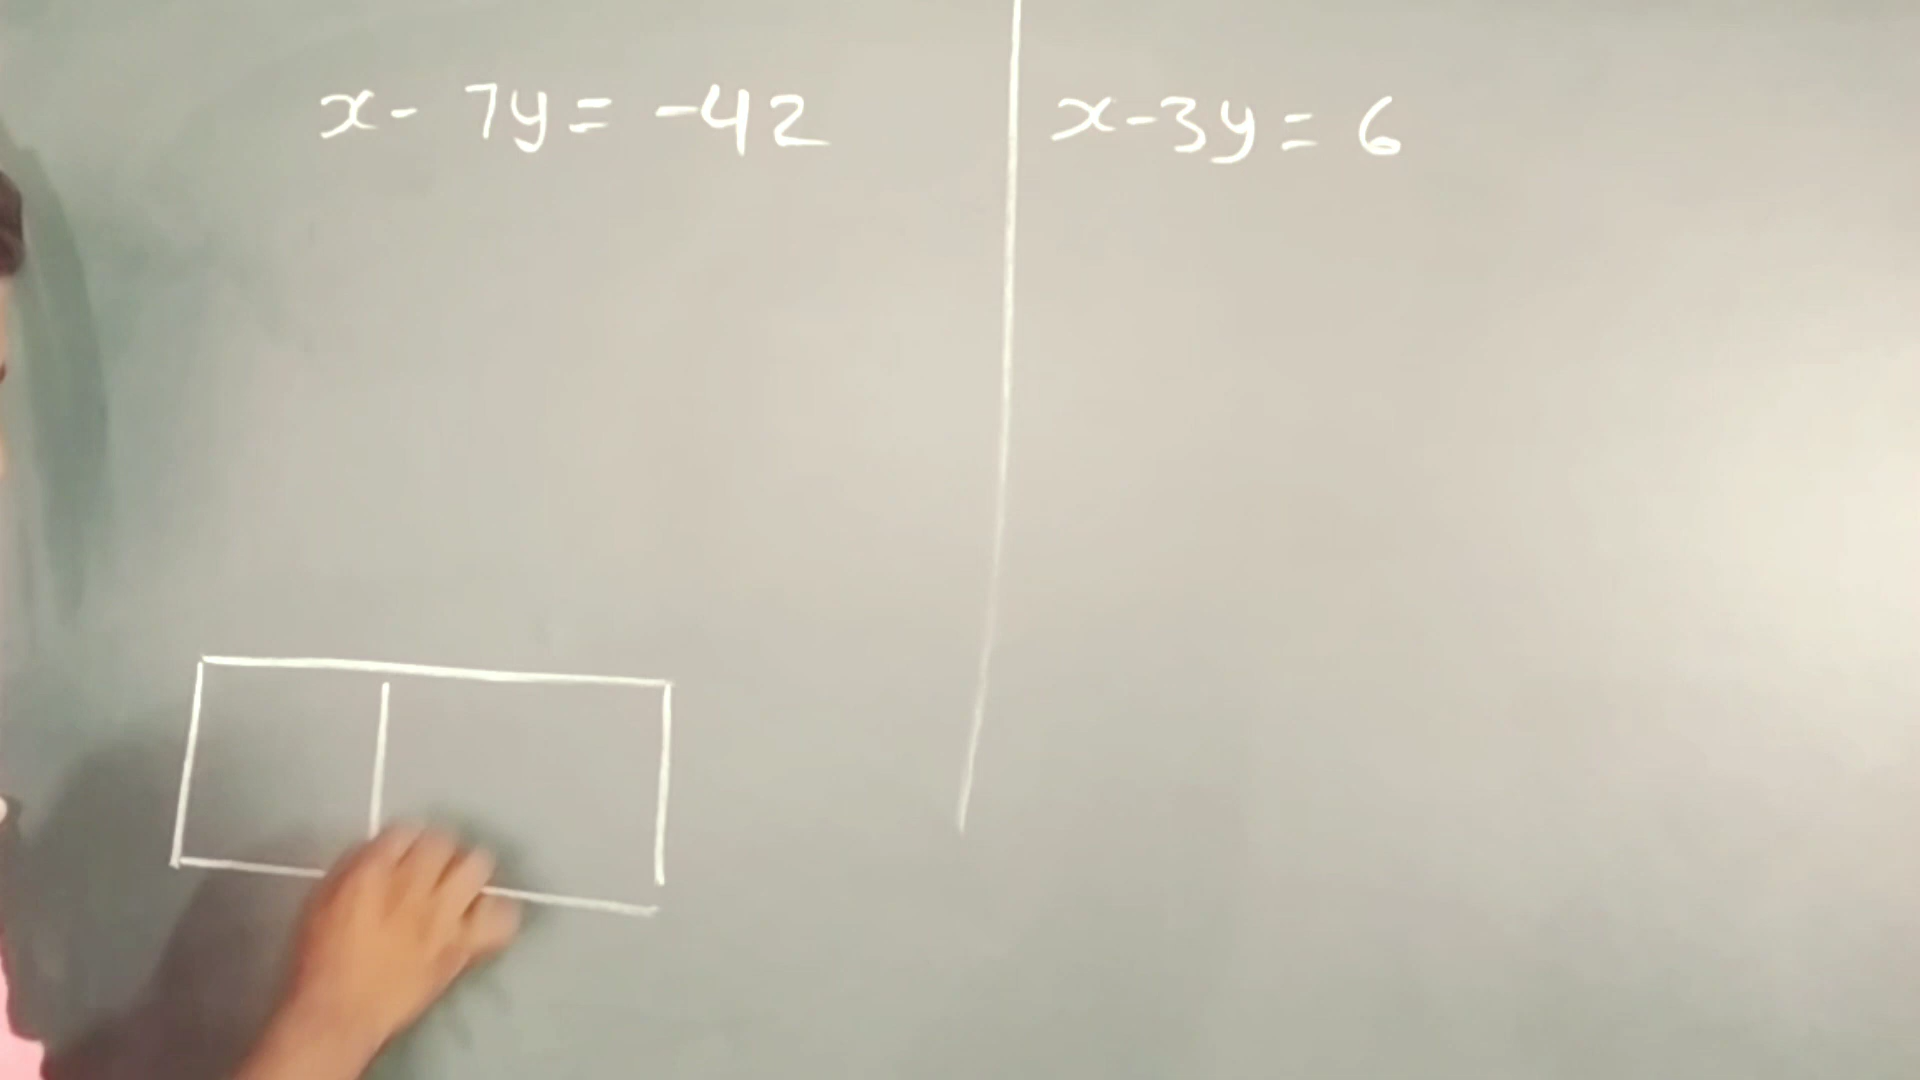 x - 7y = -42
x - 3y = 6